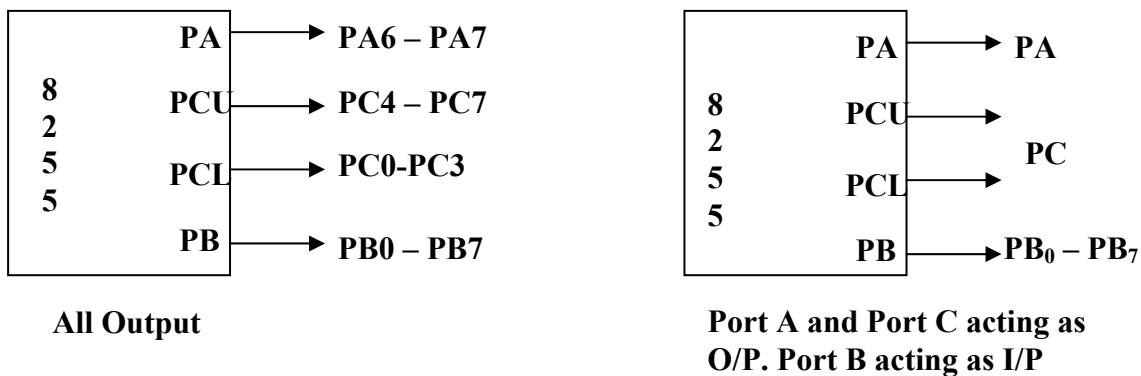 PA
PA6 – PA7
8
2
5
5
PCU
PC4 – PC7
PCL
PC0-PC3
PB
PB0 – PB7
All Output
PA
PA
8
2
5
5
PCU
PC
PCL
PB
PB₀ – PB₇
Port A and Port C acting as
O/P. Port B acting as I/P